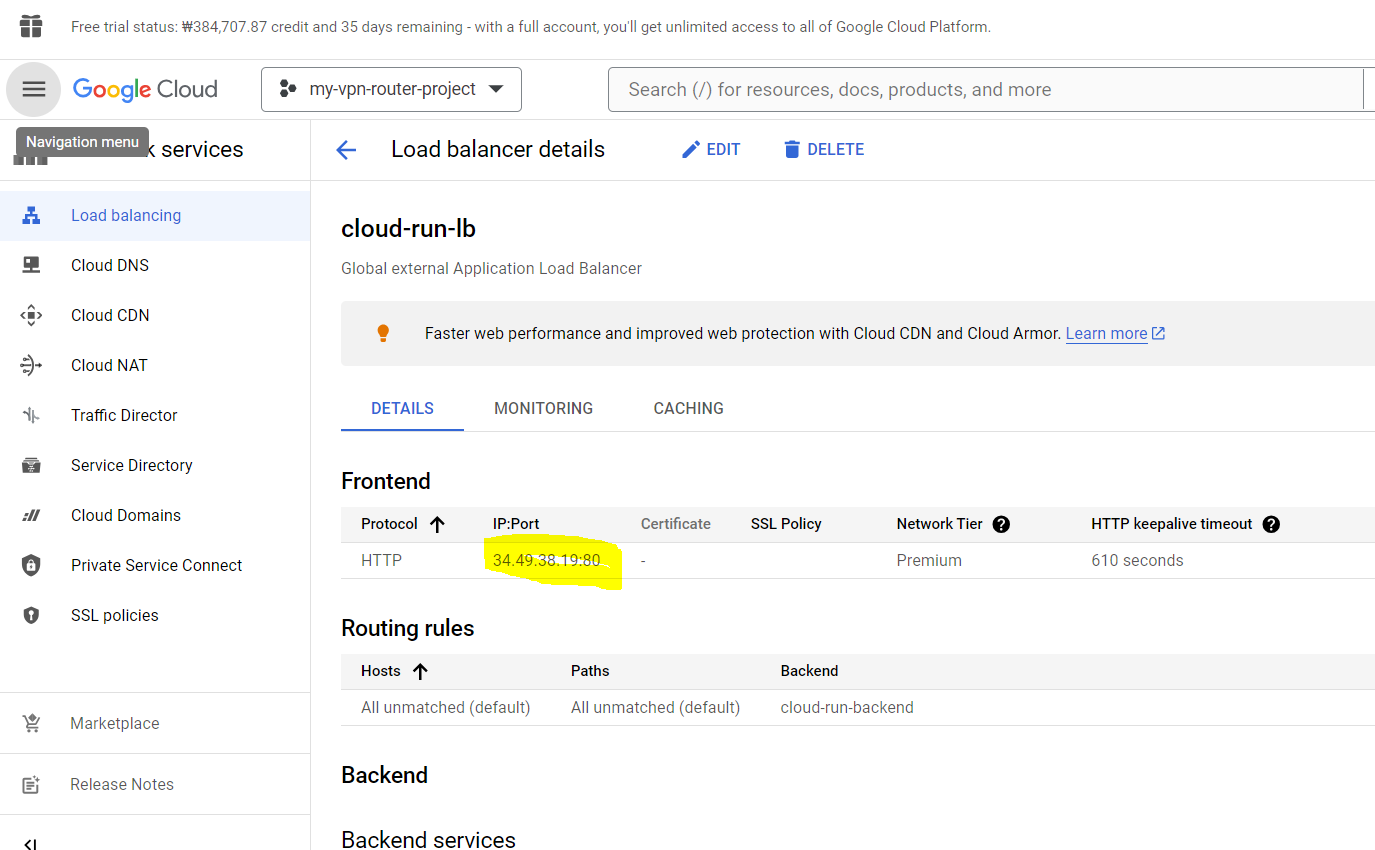 Free trial status: ₩384,707.87 credit and 35 days remaining - with a full account, you'll get unlimited access to all of Google Cloud Platform.
Google Cloud
my-vpn-router-project
Search (/) for resources, docs, products, and more
Navigation menu
k services
Load balancer details
EDIT
DELETE
Load balancing
Cloud DNS
Cloud CDN
Cloud NAT
Traffic Director
Service Directory
Cloud Domains
Private Service Connect
SSL policies
Marketplace
Release Notes
cloud-run-lb
Global external Application Load Balancer
Faster web performance and improved web protection with Cloud CDN and Cloud Armor. Learn more
DETAILS MONITORING CACHING
Frontend
Protocol IP:Port Certificate SSL Policy Network Tier HTTP keepalive timeout
HTTP 34.49.38.19:80 - Premium 610 seconds
Routing rules
Hosts Paths Backend
All unmatched (default) All unmatched (default) cloud-run-backend
Backend
Backend services